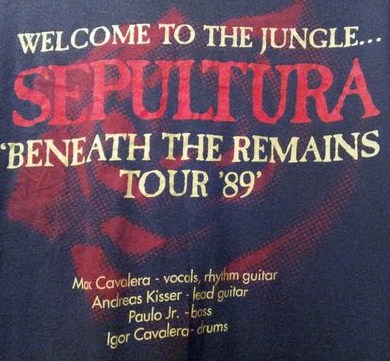 WELCOME TO THE JUNGLE...
SEPULTURA
'BENEATH THE REMAINS
TOUR '89'
Max Cavalera - vocals, rhythm guitar
Andreas Kisser - lead guitar
Paulo Jr. - bass
Igor Cavalera - drums